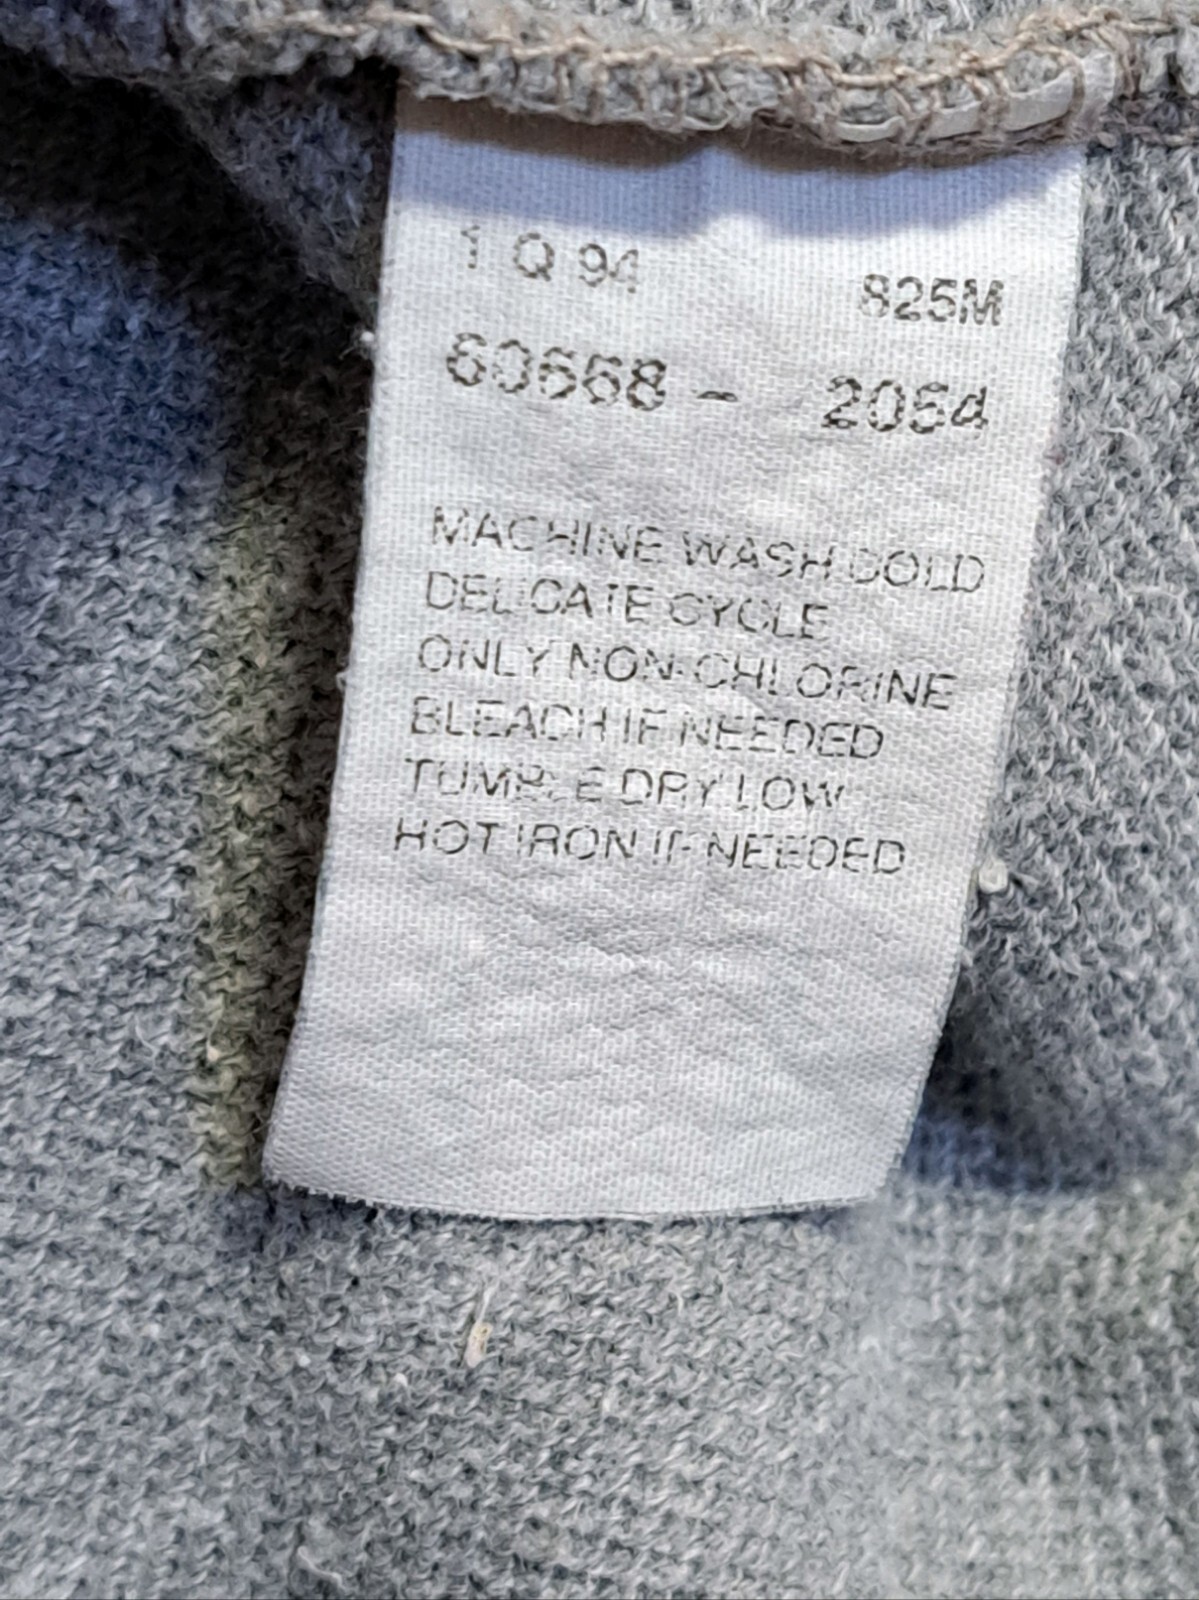 1 Q 94 825M
60668 - 2054
MACHINE WASH COLD
DELICATE CYCLE
ONLY NON-CHLORINE
BLEACH IF NEEDED
TUMBLE DRY LOW
HOT IRON IF NEEDED